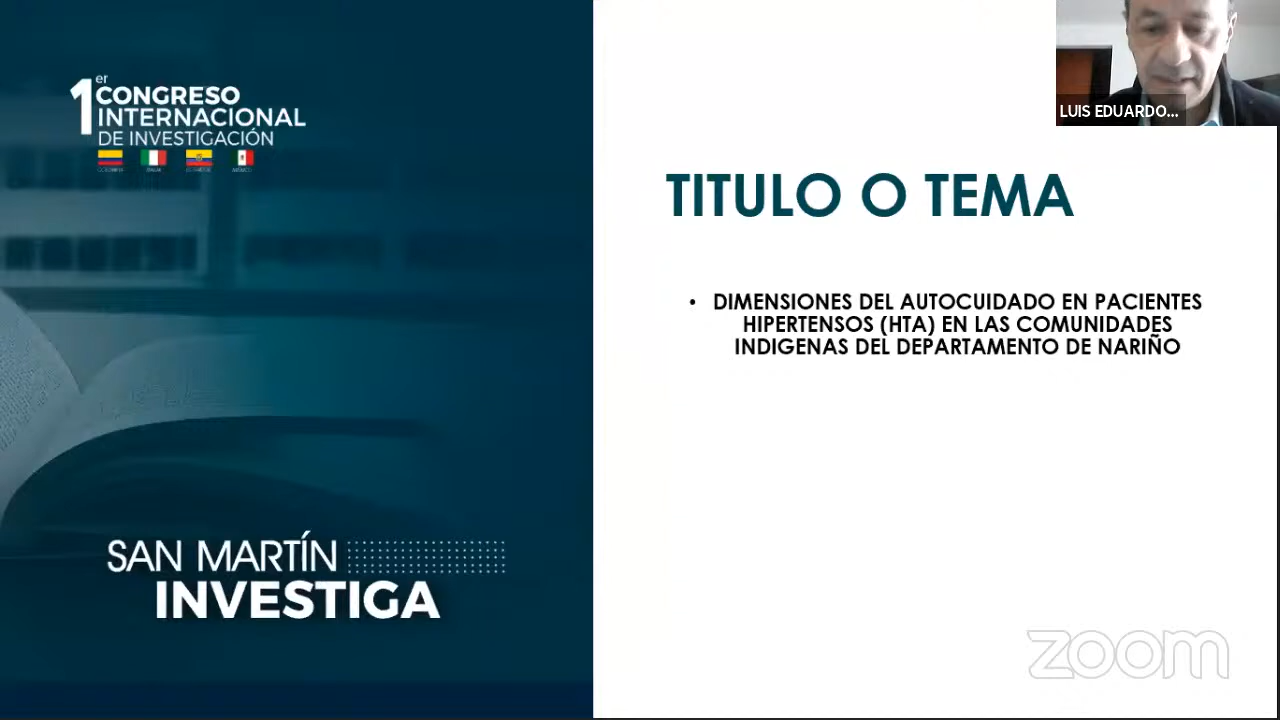 1er CONGRESO
INTERNACIONAL
DE INVESTIGACIÓN
SAN MARTÍN
INVESTIGA
LUIS EDUARDO...
TITULO O TEMA
• DIMENSIONES DEL AUTOCUIDADO EN PACIENTES
HIPERTENSOS (HTA) EN LAS COMUNIDADES
INDIGENAS DEL DEPARTAMENTO DE NARIÑO
zoom